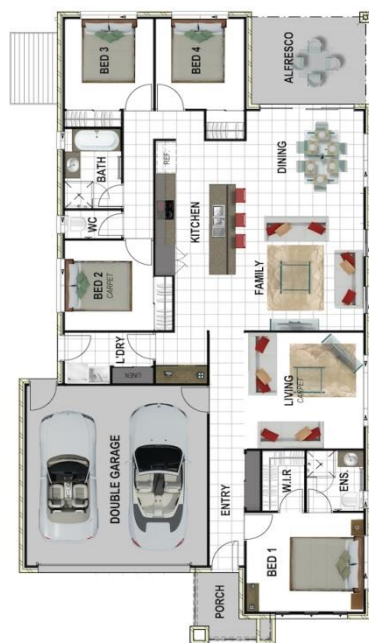 BED 3
BED 4
ALFRESCO
BATH
REF.
DINING
WC
KITCHEN
BED 2
CARPET
FAMILY
L'DRY
LINEN
LIVING
CARPET
DOUBLE GARAGE
W.I.R
ENS.
ENTRY
BED 1
PORCH